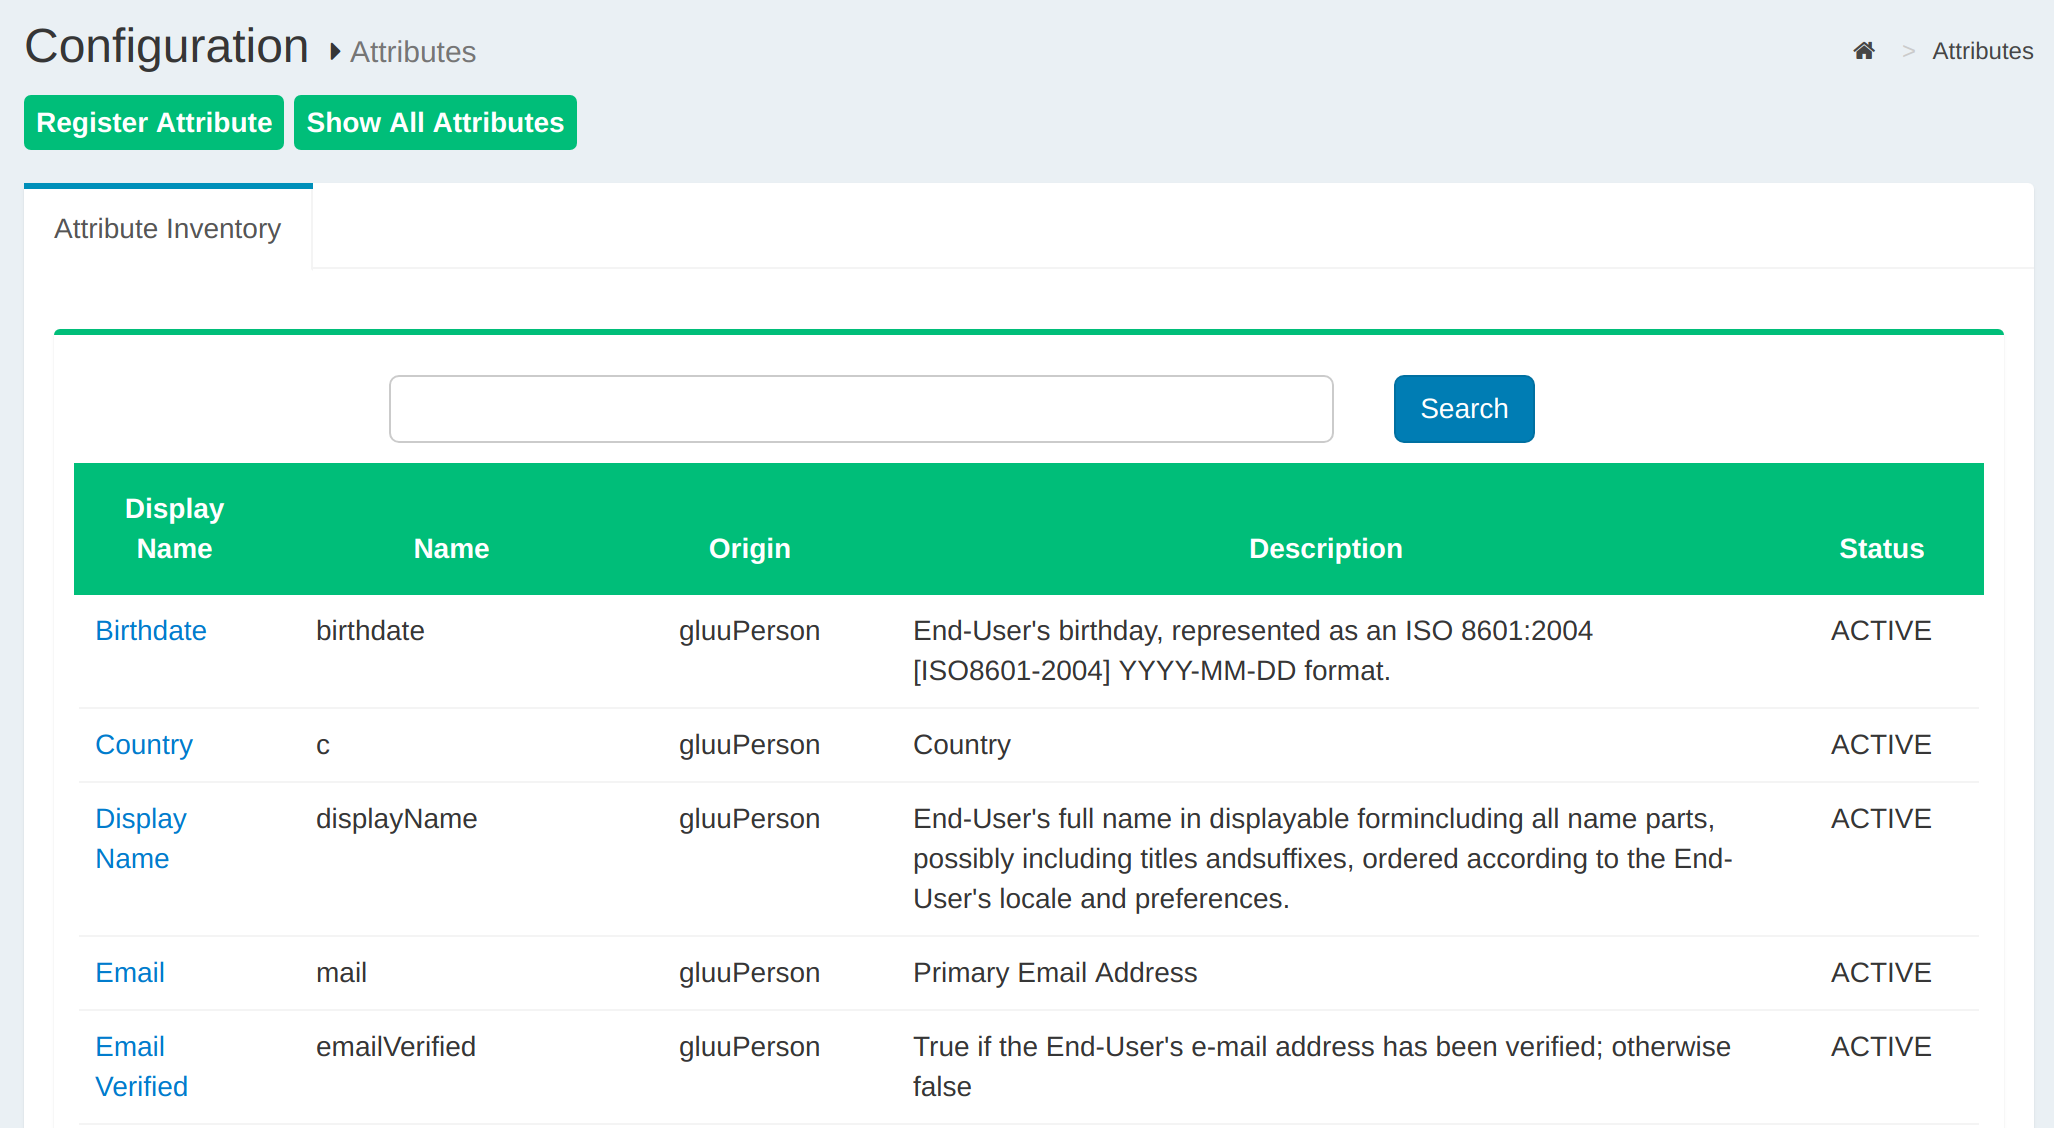 Configuration Attributes
> Attributes
Register Attribute Show All Attributes
Attribute Inventory
Search
Display
Name Name Origin Description Status
Birthdate birthdate gluuPerson End-User's birthday, represented as an ISO 8601:2004 ACTIVE
[ISO8601-2004] YYYY-MM-DD format.
Country c gluuPerson Country ACTIVE
Display displayName gluuPerson End-User's full name in displayable formincluding all name parts, ACTIVE
Name possibly including titles andsuffixes, ordered according to the End-
User's locale and preferences.
Email mail gluuPerson Primary Email Address ACTIVE
Email emailVerified gluuPerson True if the End-User's e-mail address has been verified; otherwise ACTIVE
Verified false